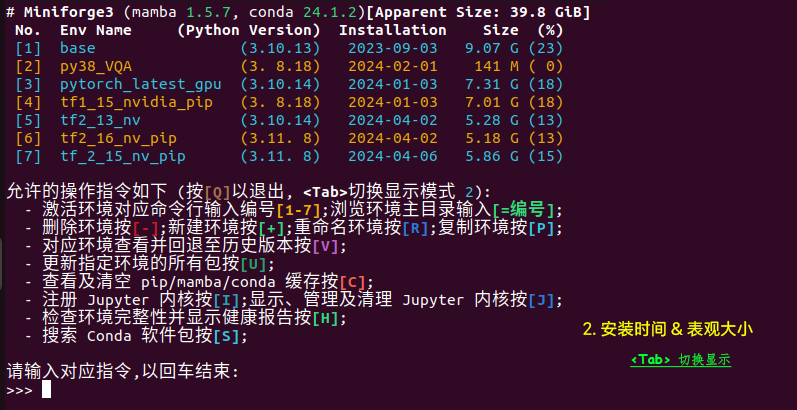 # Miniforge3 (mamba 1.5.7, conda 24.1.2)[Apparent Size: 39.8 GiB]
No. Env Name (Python Version) Installation Size (%)
[1] base (3.10.13) 2023-09-03 9.07 G (23)
[2] py38_VQA (3. 8.18) 2024-02-01 141 M ( 0)
[3] pytorch_latest_gpu (3.10.14) 2024-01-03 7.31 G (18)
[4] tf1_15_nvidia_pip (3. 8.18) 2024-01-03 7.01 G (18)
[5] tf2_13_nv (3.10.14) 2024-04-02 5.28 G (13)
[6] tf2_16_nv_pip (3.11. 8) 2024-04-02 5.18 G (13)
[7] tf_2_15_nv_pip (3.11. 8) 2024-04-06 5.86 G (15)
允许的操作指令如下 (按[Q]以退出, <Tab>切换显示模式 2):
- 激活环境对应命令行输入编号[1-7];浏览环境主目录输入[=编号];
- 删除环境按[-];新建环境按[+];重命名环境按[R];复制环境按[P];
- 对应环境查看并回退至历史版本按[V];
- 更新指定环境的所有包按[U];
- 查看及清空 pip/mamba/conda 缓存按[C];
- 注册 Jupyter 内核按[I];显示、管理及清理 Jupyter 内核按[J];
- 检查环境完整性并显示健康报告按[H];
- 搜索 Conda 软件包按[S];
2. 安装时间 & 表观大小
<Tab> 切换显示
请输入对应指令,以回车结束:
>>>